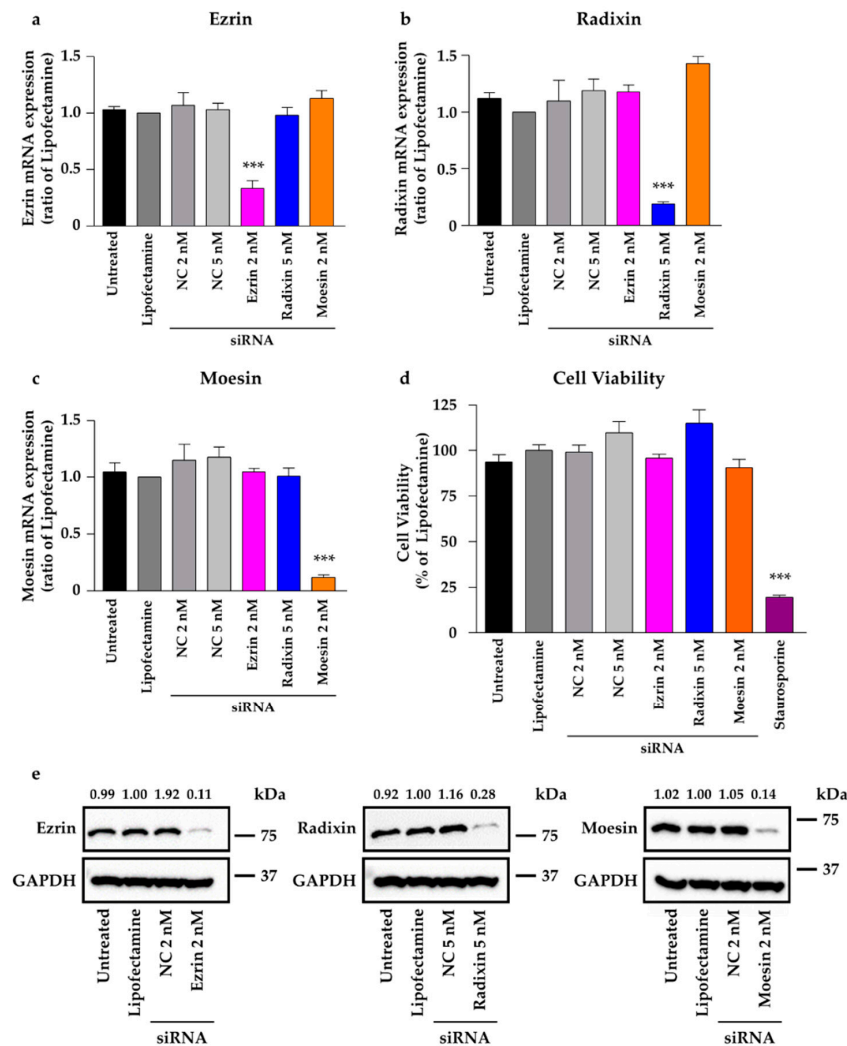 a Ezrin
Ezrin mRNA expression
(ratio of Lipofectamine)
1.5
1.0
0.5
0
***
Untreated
Lipofectamine
NC 2 nM
NC 5 nM
Ezrin 2 nM
Radixin 5 nM
Moesin 2 nM
siRNA
b Radixin
Radixin mRNA expression
(ratio of Lipofectamine)
1.5
1.0
0.5
0
***
Untreated
Lipofectamine
NC 2 nM
NC 5 nM
Ezrin 2 nM
Radixin 5 nM
Moesin 2 nM
siRNA
c Moesin
Moesin mRNA expression
(ratio of Lipofectamine)
1.5
1.0
0.5
0
***
Untreated
Lipofectamine
NC 2 nM
NC 5 nM
Ezrin 2 nM
Radixin 5 nM
Moesin 2 nM
siRNA
d Cell Viability
Cell Viability
(% of Lipofectamine)
125
100
75
50
25
0
***
Untreated
Lipofectamine
NC 2 nM
NC 5 nM
Ezrin 2 nM
Radixin 5 nM
Moesin 2 nM
Staurosporine
siRNA
e
0.99 1.00 1.92 0.11 kDa
Ezrin 75
GAPDH 37
Untreated
Lipofectamine
NC 2 nM
Ezrin 2 nM
siRNA
0.92 1.00 1.16 0.28 kDa
Radixin 75
GAPDH 37
Untreated
Lipofectamine
NC 5 nM
Radixin 5 nM
siRNA
1.02 1.00 1.05 0.14 kDa
Moesin 75
GAPDH 37
Untreated
Lipofectamine
NC 2 nM
Moesin 2 nM
siRNA